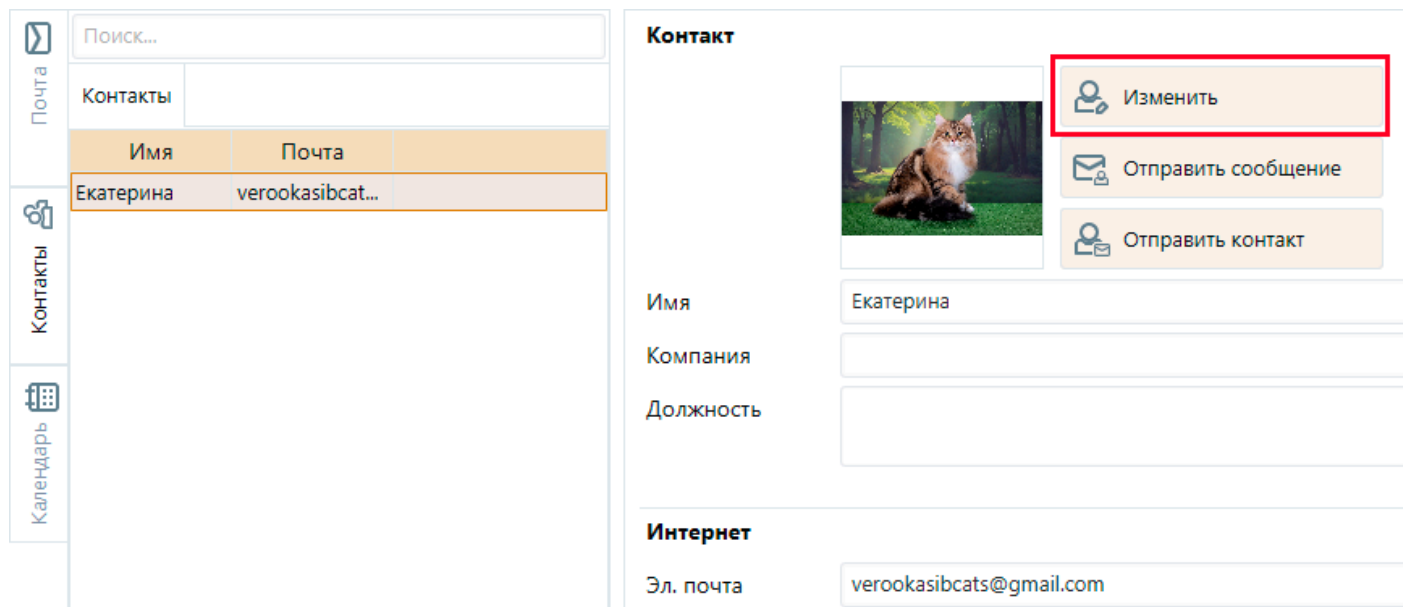 Почта
Контакты
Календарь
Поиск...
Контакты
Имя Почта
Екатерина verookasibcat...
Контакт
Изменить
Отправить сообщение
Отправить контакт
Имя Екатерина
Компания
Должность
Интернет
Эл. почта verookasibcats@gmail.com